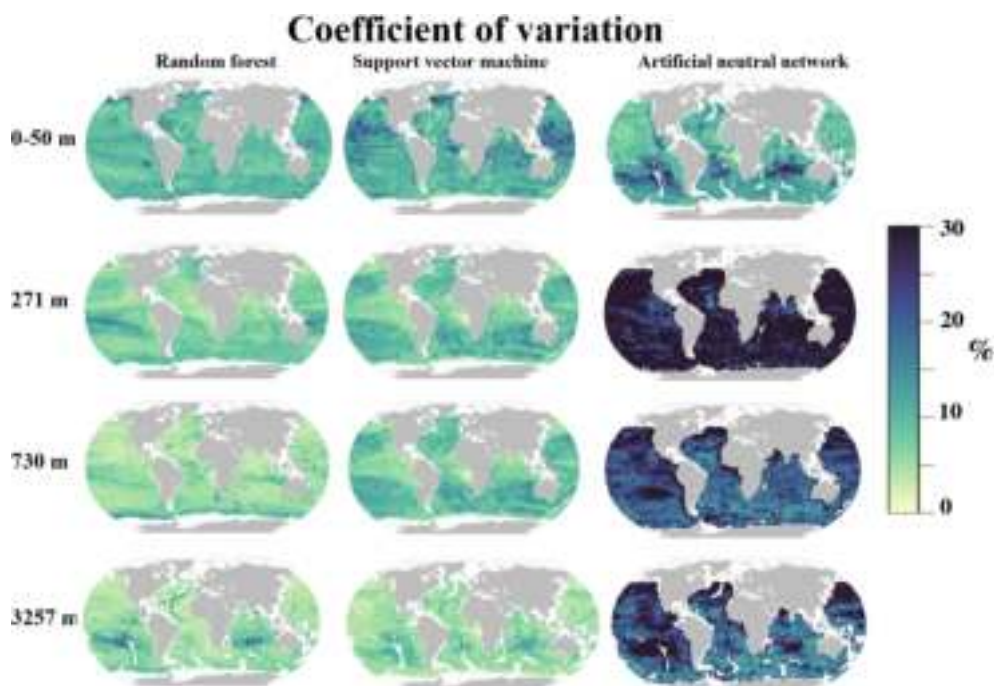 Coefficient of variation
Random forest Support vector machine Artificial neutral network
0-50 m
271 m
730 m
3257 m
30
20
%
10
0